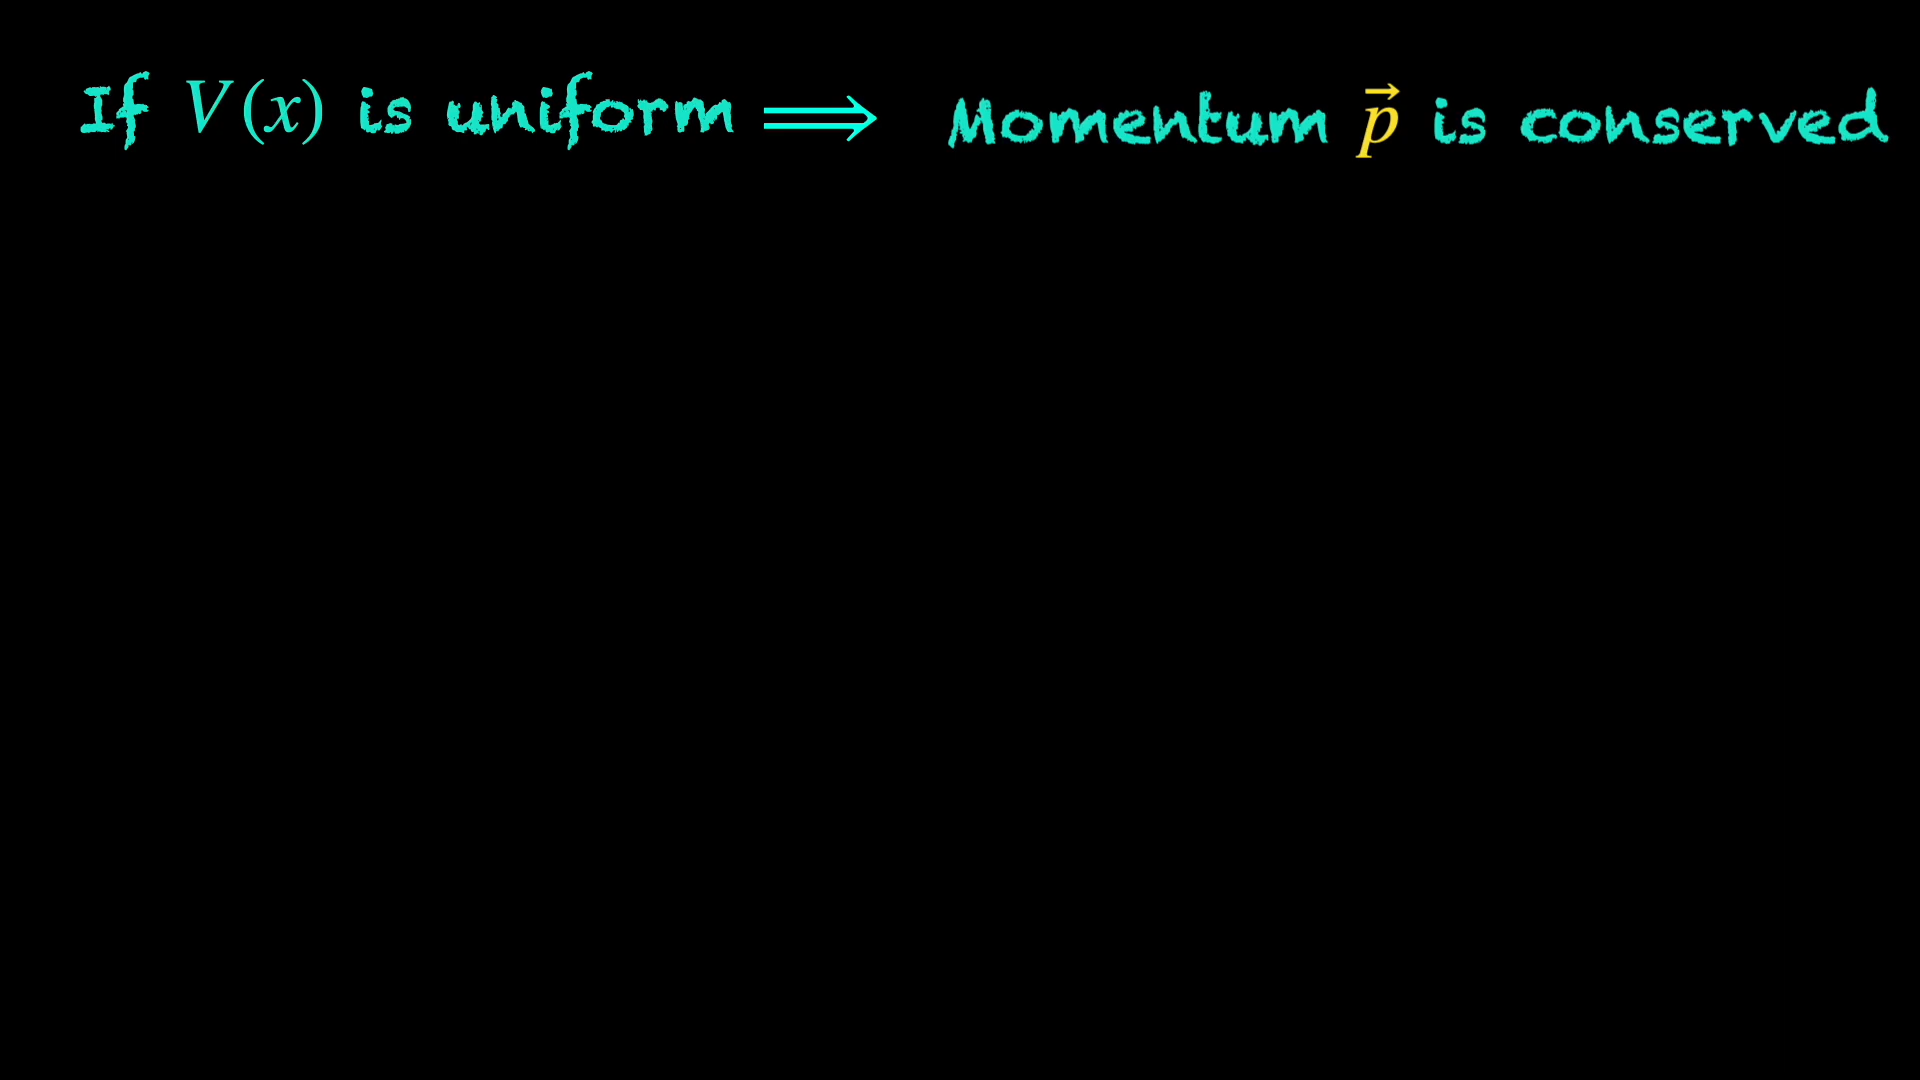 If V(x) is uniform ⟹ Momentum p⃗ is conserved